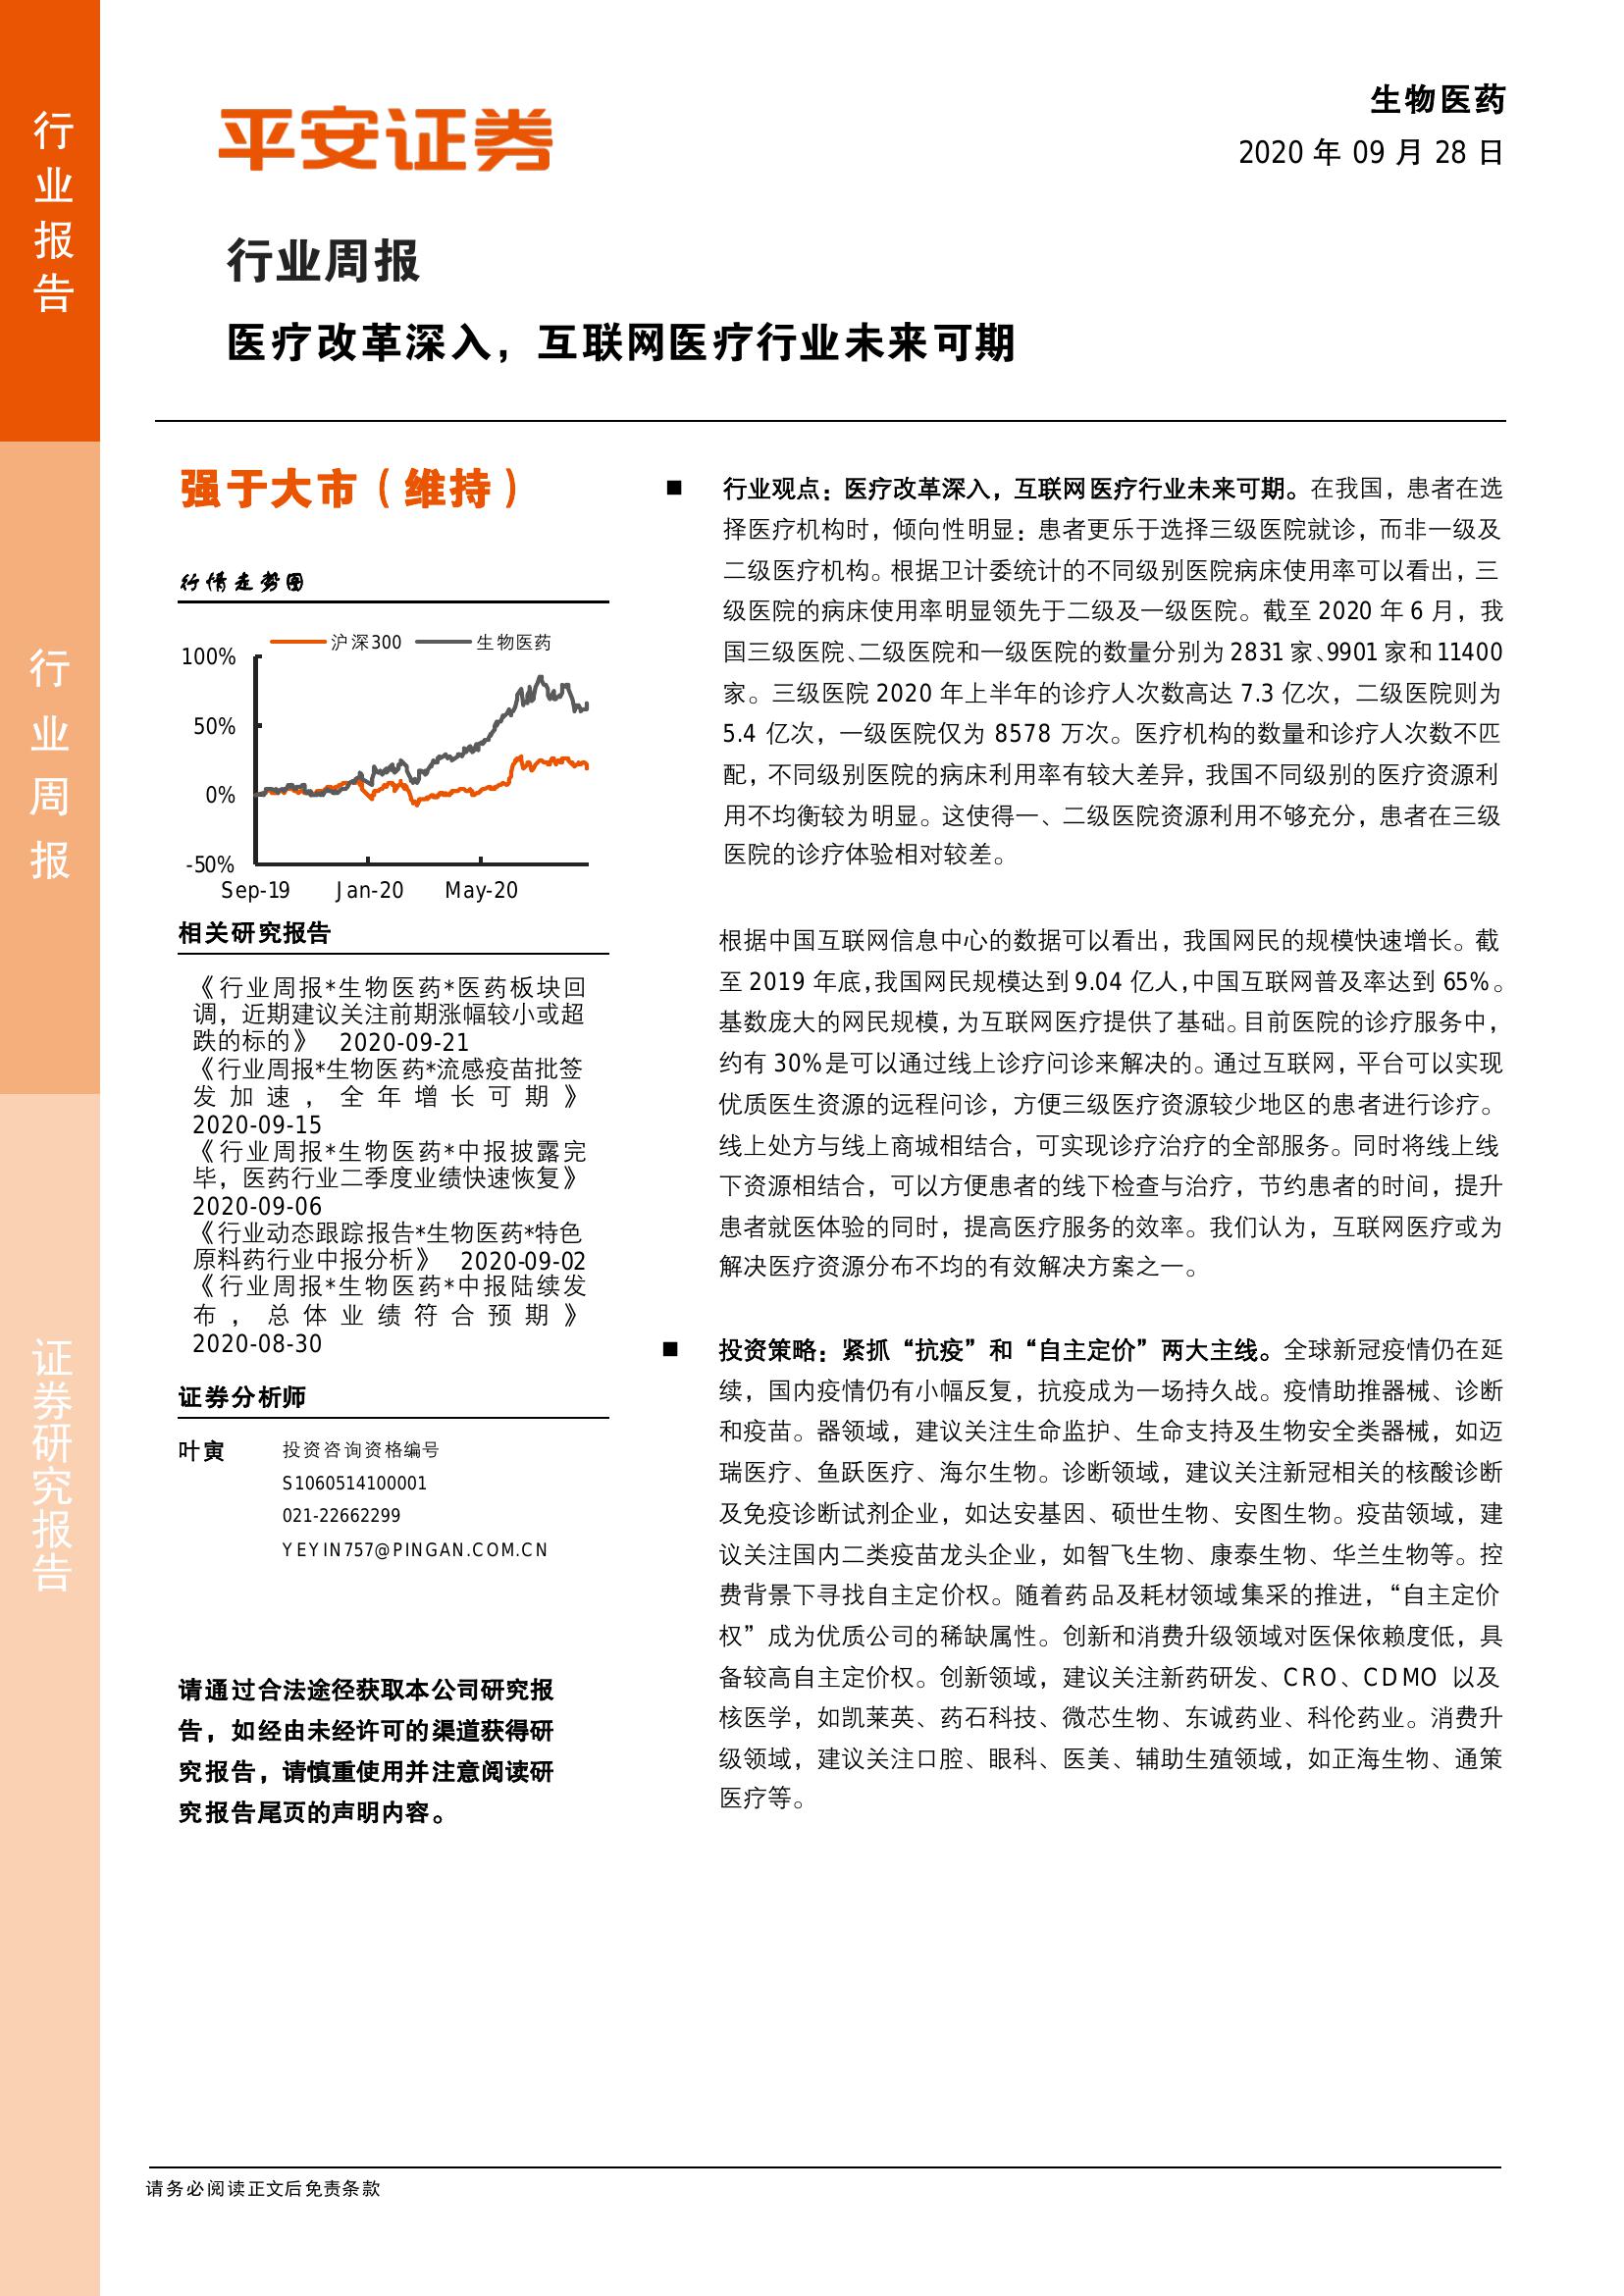 行业报告
行业周报
证券研究报告
平安证券
生物医药
2020 年 09 月 28 日
行业周报
医疗改革深入，互联网医疗行业未来可期
强于大市（维持）
行情走势图
沪深300 生物医药
100%
50%
0%
-50%
Sep-19 Jan-20 May-20
相关研究报告
《行业周报*生物医药*医药板块回
调，近期建议关注前期涨幅较小或超
跌的标的》 2020-09-21
《行业周报*生物医药*流感疫苗批签
发加速，全年增长可期》
2020-09-15
《行业周报*生物医药*中报披露完
毕，医药行业二季度业绩快速恢复》
2020-09-06
《行业动态跟踪报告*生物医药*特色
原料药行业中报分析》 2020-09-02
《行业周报*生物医药*中报陆续发
布，总体业绩符合预期》
2020-08-30
证券分析师
叶寅 投资咨询资格编号
S1060514100001
021-22662299
YEYIN757@PINGAN.COM.CN
请通过合法途径获取本公司研究报
告，如经由未经许可的渠道获得研
究报告，请慎重使用并注意阅读研
究报告尾页的声明内容。
■ 行业观点：医疗改革深入，互联网医疗行业未来可期。在我国，患者在选
择医疗机构时，倾向性明显：患者更乐于选择三级医院就诊，而非一级及
二级医疗机构。根据卫计委统计的不同级别医院病床使用率可以看出，三
级医院的病床使用率明显领先于二级及一级医院。截至 2020 年 6 月，我
国三级医院、二级医院和一级医院的数量分别为 2831 家、9901 家和 11400
家。三级医院 2020 年上半年的诊疗人次数高达 7.3 亿次，二级医院则为
5.4 亿次，一级医院仅为 8578 万次。医疗机构的数量和诊疗人次数不匹
配，不同级别医院的病床利用率有较大差异，我国不同级别的医疗资源利
用不均衡较为明显。这使得一、二级医院资源利用不够充分，患者在三级
医院的诊疗体验相对较差。
根据中国互联网信息中心的数据可以看出，我国网民的规模快速增长。截
至 2019 年底，我国网民规模达到 9.04 亿人，中国互联网普及率达到 65%。
基数庞大的网民规模，为互联网医疗提供了基础。目前医院的诊疗服务中，
约有 30%是可以通过线上诊疗问诊来解决的。通过互联网，平台可以实现
优质医生资源的远程问诊，方便三级医疗资源较少地区的患者进行诊疗。
线上处方与线上商城相结合，可实现诊疗治疗的全部服务。同时将线上线
下资源相结合，可以方便患者的线下检查与治疗，节约患者的时间，提升
患者就医体验的同时，提高医疗服务的效率。我们认为，互联网医疗或为
解决医疗资源分布不均的有效解决方案之一。
■ 投资策略：紧抓“抗疫”和“自主定价”两大主线。全球新冠疫情仍在延
续，国内疫情仍有小幅反复，抗疫成为一场持久战。疫情助推器械、诊断
和疫苗。器领域，建议关注生命监护、生命支持及生物安全类器械，如迈
瑞医疗、鱼跃医疗、海尔生物。诊断领域，建议关注新冠相关的核酸诊断
及免疫诊断试剂企业，如达安基因、硕世生物、安图生物。疫苗领域，建
议关注国内二类疫苗龙头企业，如智飞生物、康泰生物、华兰生物等。控
费背景下寻找自主定价权。随着药品及耗材领域集采的推进，“自主定价
权”成为优质公司的稀缺属性。创新和消费升级领域对医保依赖度低，具
备较高自主定价权。创新领域，建议关注新药研发、CRO、CDMO 以及
核医学，如凯莱英、药石科技、微芯生物、东诚药业、科伦药业。消费升
级领域，建议关注口腔、眼科、医美、辅助生殖领域，如正海生物、通策
医疗等。
请务必阅读正文后免责条款